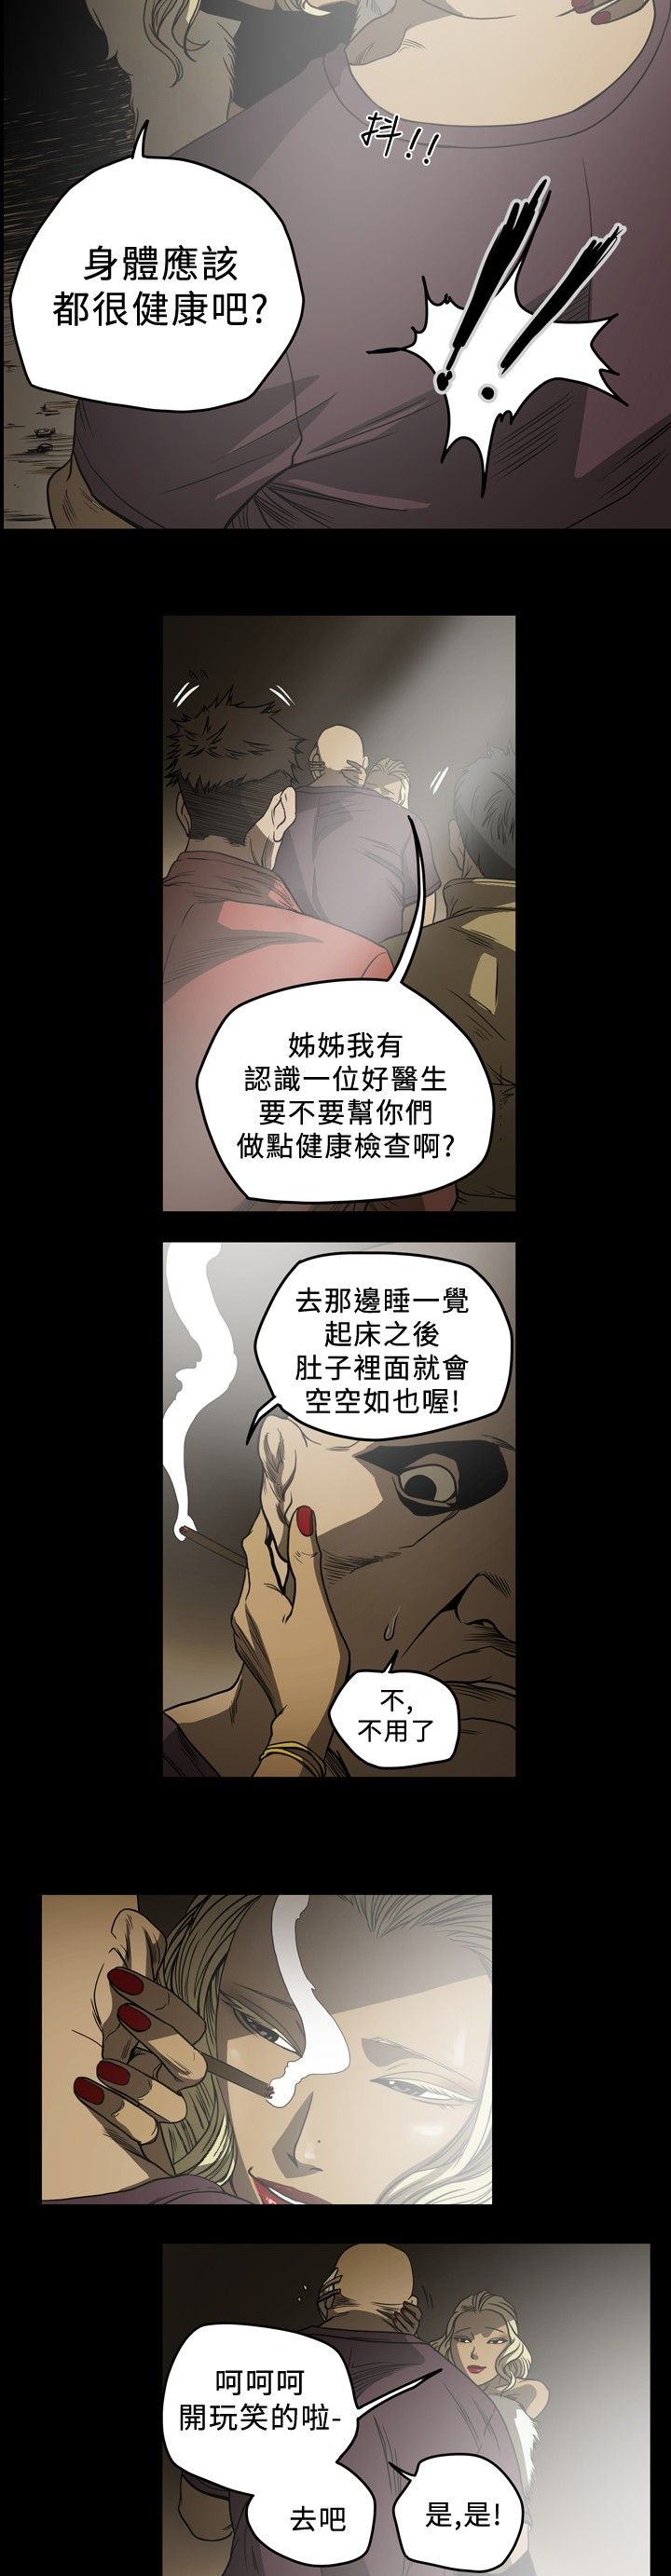 抖!!
身體應該
都很健康吧?
!!
姊姊我有
認識一位好醫生
要不要幫你們
做點健康檢查啊?
去那邊睡一覺
起床之後
肚子裡面就會
空空如也喔!
不,
不用了
呵呵呵
開玩笑的啦-
去吧
是,是!